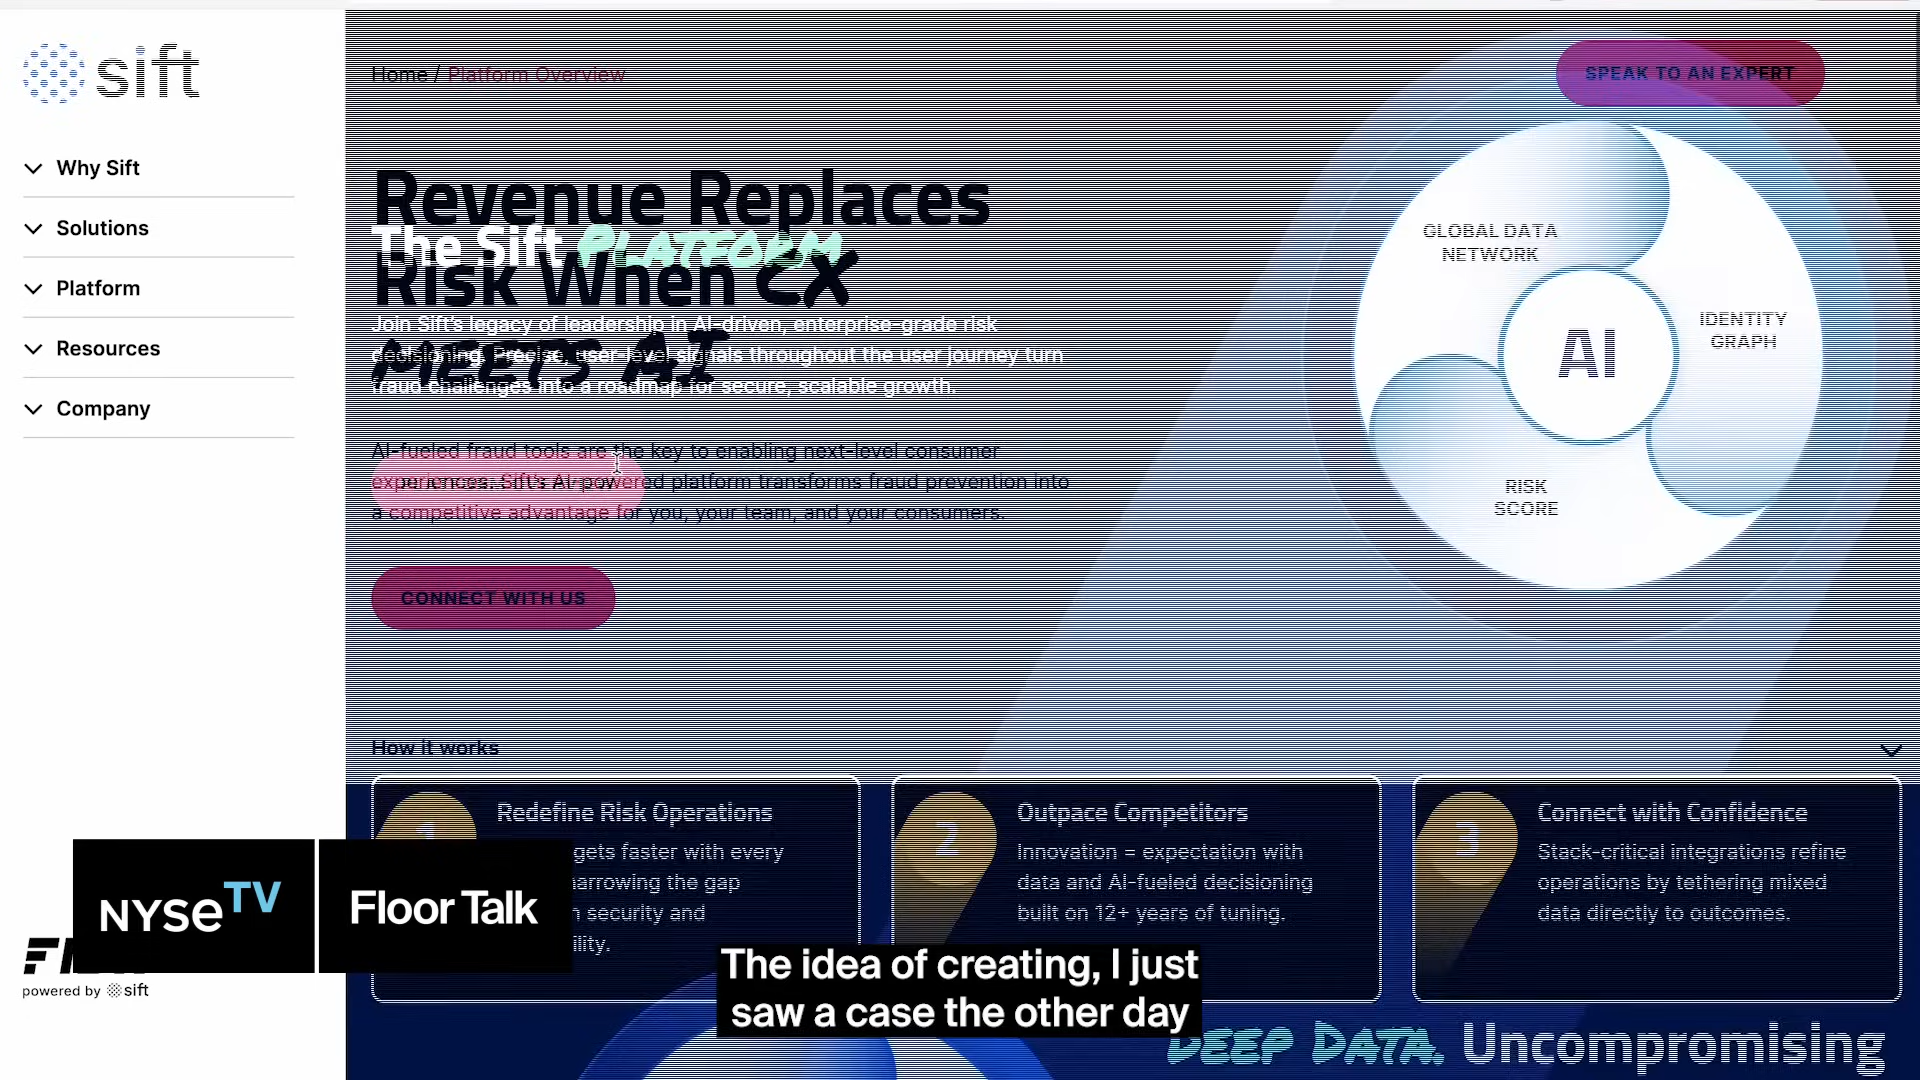 sift
Why Sift
Solutions
Platform
Resources
Company
powered by sift
Home / Platform Overview
SPEAK TO AN EXPERT
Revenue Replaces
Risk When CX
MEETS AI
The Sift PLATFORM
Join Sift's legacy of leadership in AI-driven, enterprise-grade risk
decisioning. Precise, user-level signals throughout the user journey turn
fraud challenges into a roadmap for secure, scalable growth.
AI-fueled fraud tools are the key to enabling next-level consumer
experiences. Sift's AI-powered platform transforms fraud prevention into
a competitive advantage for you, your team, and your consumers.
CONNECT WITH US
GLOBAL DATA
NETWORK
IDENTITY
GRAPH
AI
RISK
SCORE
How it works
Redefine Risk Operations
gets faster with every
narrowing the gap
security and
2
Outpace Competitors
Innovation = expectation with
data and AI-fueled decisioning
built on 12+ years of tuning.
3
Connect with Confidence
Stack-critical integrations refine
operations by tethering mixed
data directly to outcomes.
NYSE TV
Floor Talk
The idea of creating, I just
saw a case the other day
DEEP DATA. Uncompromising